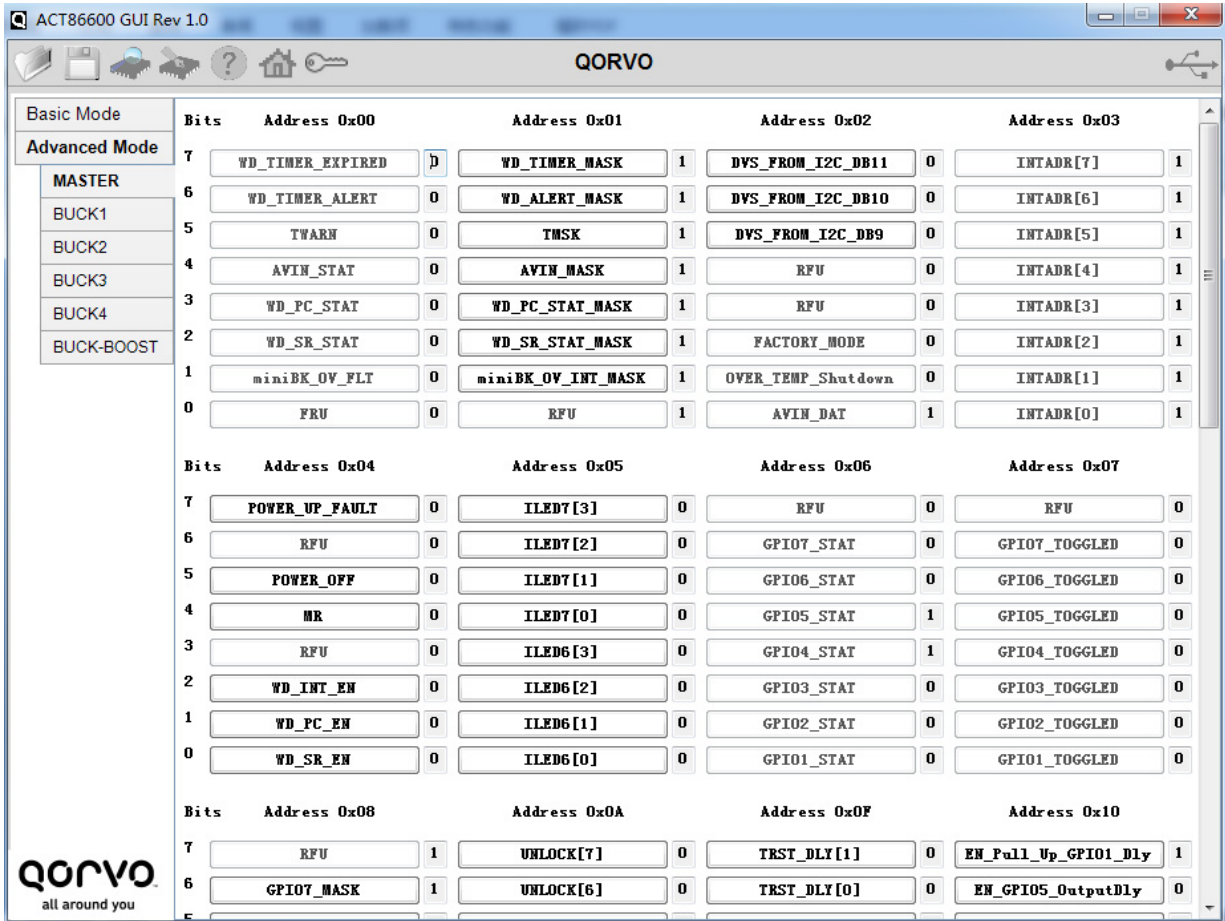 ACT86600 GUI Rev 1.0
QORVO
Basic Mode
Advanced Mode
MASTER
BUCK1
BUCK2
BUCK3
BUCK4
BUCK-BOOST
Bits Address 0x00 Address 0x01 Address 0x02 Address 0x03
7 WD_TIMER_EXPIRED 0 WD_TIMER_MASK 1 DVS_FROM_I2C_DB11 0 INTADR[7] 1
6 WD_TIMER_ALERT 0 WD_ALERT_MASK 1 DVS_FROM_I2C_DB10 0 INTADR[6] 1
5 TWARN 0 TMSK 1 DVS_FROM_I2C_DB9 0 INTADR[5] 1
4 AVIN_STAT 0 AVIN_MASK 1 RFU 0 INTADR[4] 1
3 WD_PC_STAT 0 WD_PC_STAT_MASK 1 RFU 0 INTADR[3] 1
2 WD_SR_STAT 0 WD_SR_STAT_MASK 1 FACTORY_MODE 0 INTADR[2] 1
1 miniBK_OV_FLT 0 miniBK_OV_INT_MASK 1 OVER_TEMP_Shutdown 0 INTADR[1] 1
0 FRU 0 RFU 1 AVIN_DAT 1 INTADR[0] 1
Bits Address 0x04 Address 0x05 Address 0x06 Address 0x07
7 POWER_UP_FAULT 0 ILED7[3] 0 RFU 0 RFU 0
6 RFU 0 ILED7[2] 0 GPIO7_STAT 0 GPIO7_TOGGLED 0
5 POWER_OFF 0 ILED7[1] 0 GPIO6_STAT 0 GPIO6_TOGGLED 0
4 MR 0 ILED7[0] 0 GPIO5_STAT 1 GPIO5_TOGGLED 0
3 RFU 0 ILED6[3] 0 GPIO4_STAT 1 GPIO4_TOGGLED 0
2 WD_INT_EN 0 ILED6[2] 0 GPIO3_STAT 0 GPIO3_TOGGLED 0
1 WD_PC_EN 0 ILED6[1] 0 GPIO2_STAT 0 GPIO2_TOGGLED 0
0 WD_SR_EN 0 ILED6[0] 0 GPIO1_STAT 0 GPIO1_TOGGLED 0
Bits Address 0x08 Address 0x0A Address 0x0F Address 0x10
7 RFU 1 UNLOCK[7] 0 TRST_DLY[1] 0 EN_Pull_Up_GPIO1_Dly 1
6 GPIO7_MASK 1 UNLOCK[6] 0 TRST_DLY[0] 0 EN_GPIO5_OutputDly 0
QORVO
all around you